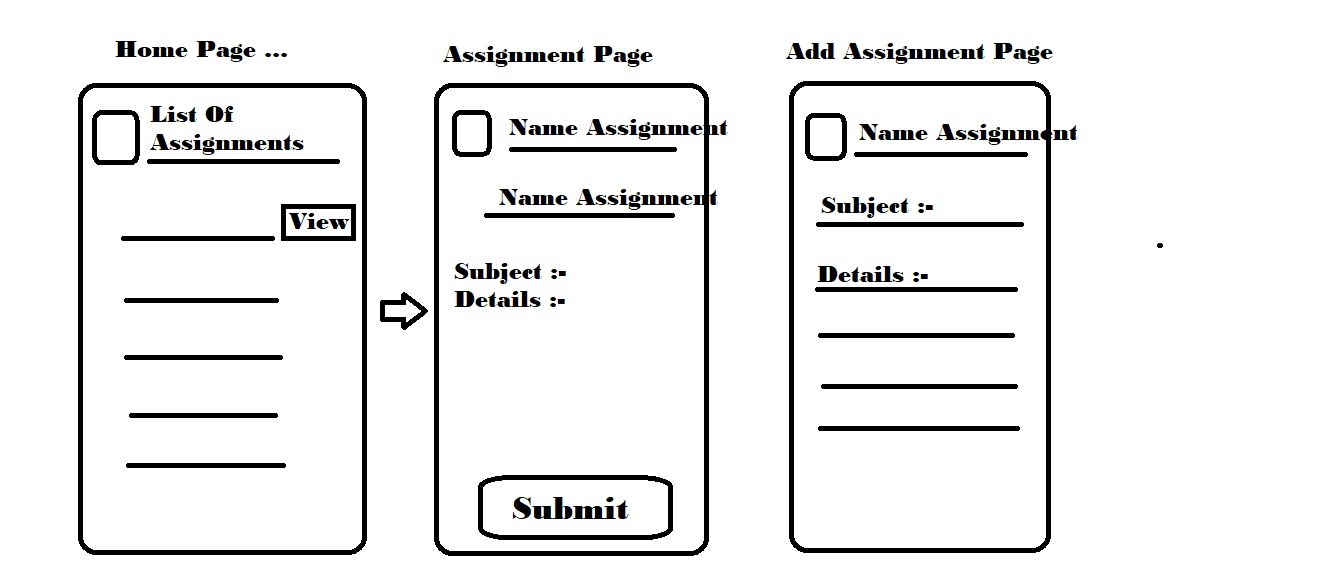 Home Page ...
List Of
Assignments
View
Assignment Page
Name Assignment
Name Assignment
Subject :-
Details :-
Submit
Add Assignment Page
Name Assignment
Subject :-
Details :-